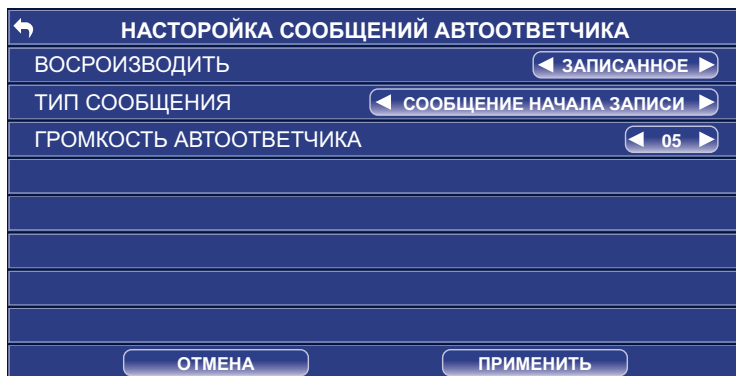 НАСТОРОЙКА СООБЩЕНИЙ АВТООТВЕТЧИКА
ВОСРОИЗВОДИТЬ ЗАПИСАННОЕ
ТИП СООБЩЕНИЯ СООБЩЕНИЕ НАЧАЛА ЗАПИСИ
ГРОМКОСТЬ АВТООТВЕТЧИКА 05
ОТМЕНА ПРИМЕНИТЬ